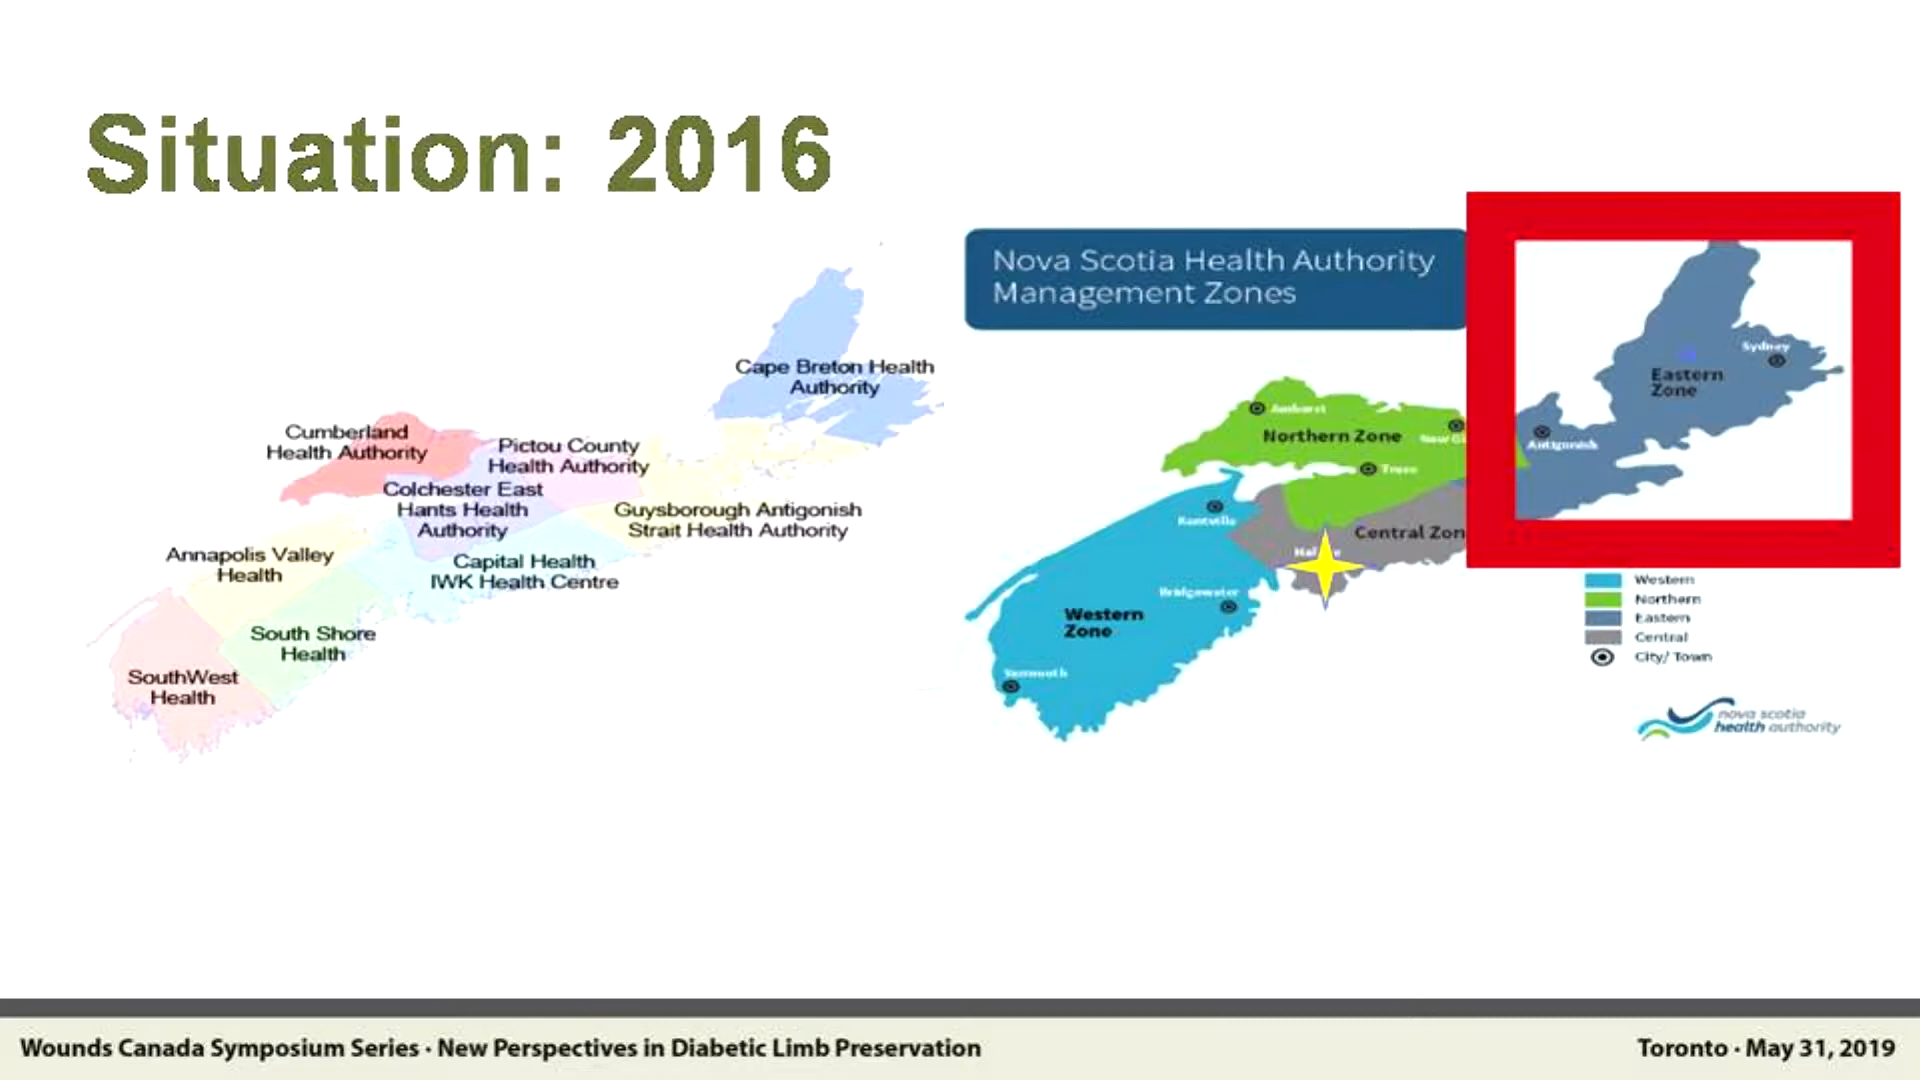 Situation: 2016
Cape Breton Health
Authority
Cumberland
Health Authority
Pictou County
Health Authority
Colchester East
Hants Health
Authority
Guysborough Antigonish
Strait Health Authority
Annapolis Valley
Health
Capital Health
IWK Health Centre
South Shore
Health
SouthWest
Health
Nova Scotia Health Authority
Management Zones
Amherst
Northern Zone
New Gl
Truro
Kentville
Central Zon
Hal
Bridgewater
Western
Zone
Yarmouth
Sydney
Eastern
Zone
Antigonish
Western
Northern
Eastern
Central
City/ Town
nova scotia
health authority
Wounds Canada Symposium Series · New Perspectives in Diabetic Limb Preservation
Toronto · May 31, 2019